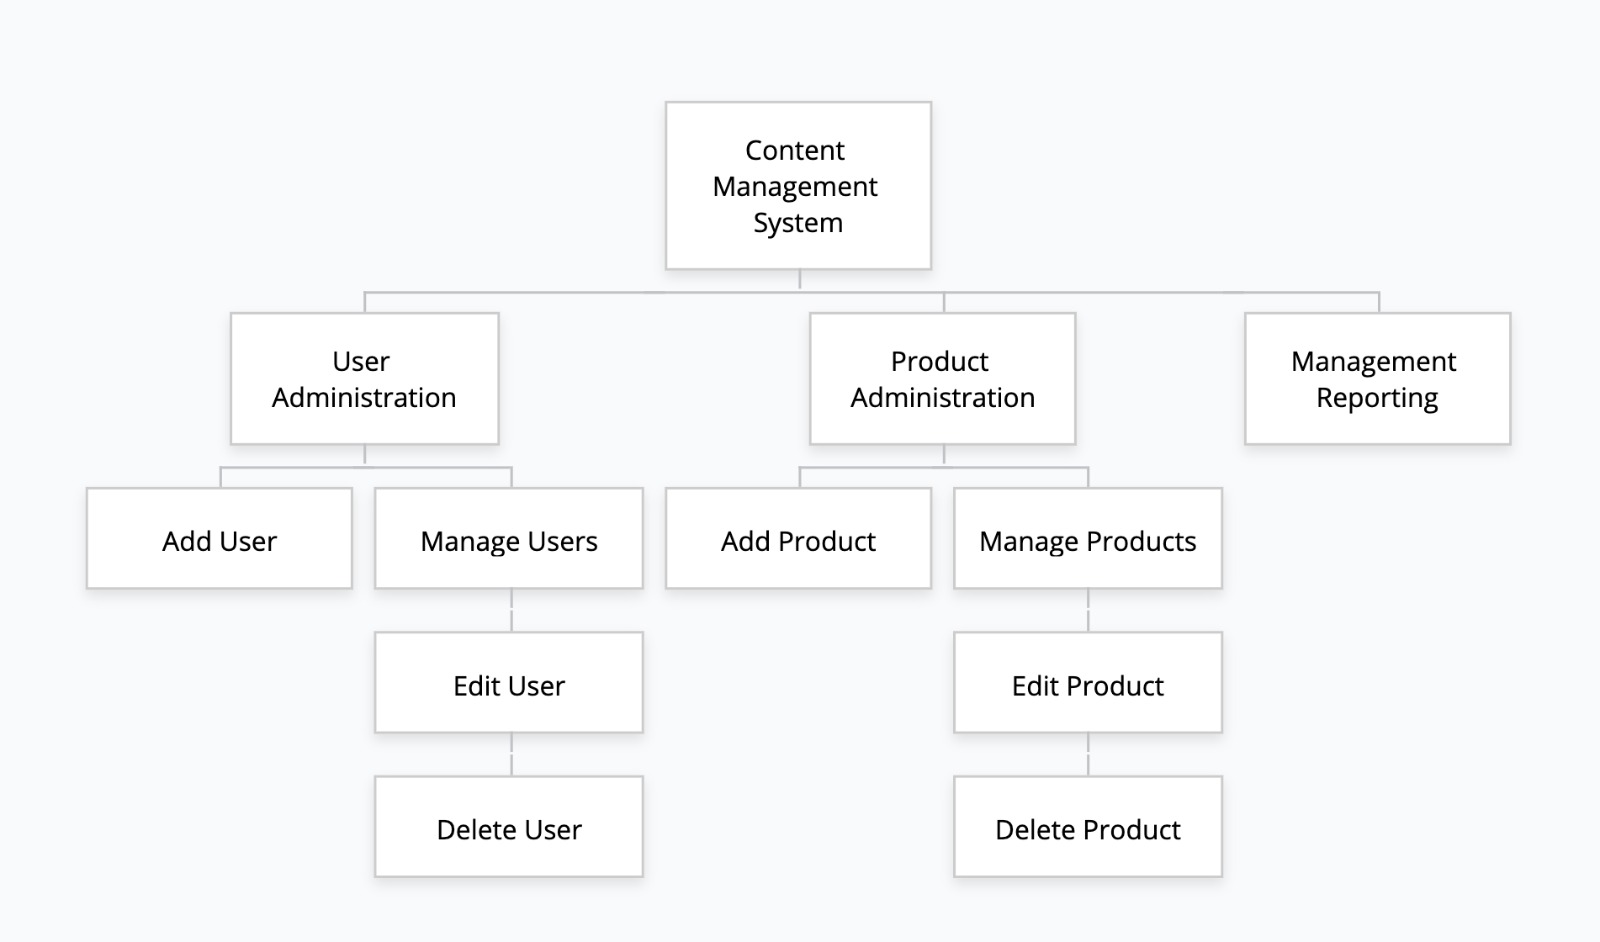 Content
Management
System
User
Administration
Product
Administration
Management
Reporting
Add User
Manage Users
Add Product
Manage Products
Edit User
Edit Product
Delete User
Delete Product